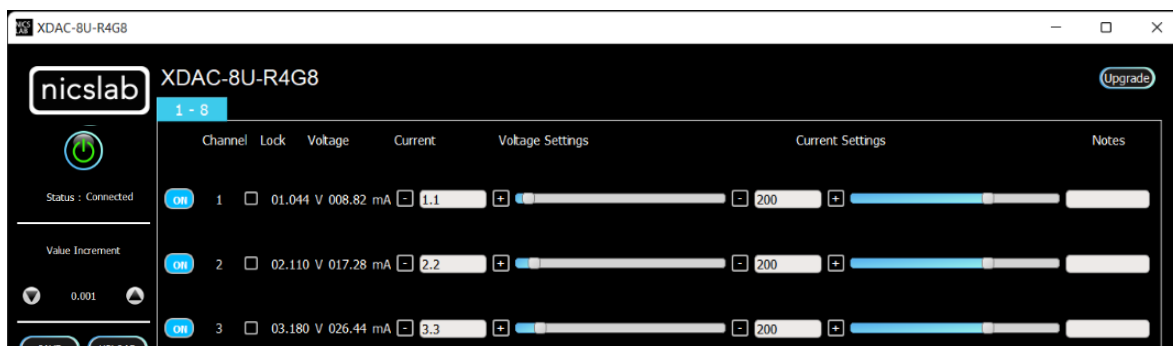 NICS LAB XDAC-8U-R4G8
nicslab XDAC-8U-R4G8 Upgrade
1 - 8
Channel Lock Voltage Current Voltage Settings Current Settings Notes
Status : Connected
ON 1 01.044 V 008.82 mA - 1.1 + - 200 +
Value Increment
ON 2 02.110 V 017.28 mA - 2.2 + - 200 +
0.001
ON 3 03.180 V 026.44 mA - 3.3 + - 200 +